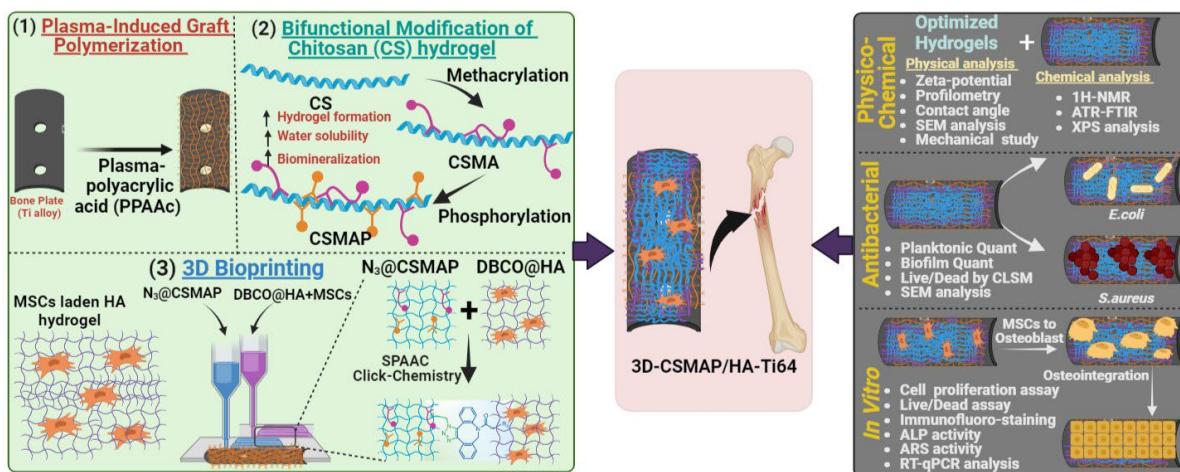 (1) Plasma-Induced Graft
Polymerization
Bone Plate
(Ti alloy)
Plasma-
polyacrylic
acid (PPAAc)
(2) Bifunctional Modification of
Chitosan (CS) hydrogel
CS
Methacrylation
Hydrogel formation
Water solubility
Biomineralization
CSMA
Phosphorylation
CSMAP
(3) 3D Bioprinting
MSCs laden HA
hydrogel
N₃@CSMAP
DBCO@HA+MSCs
N₃@CSMAP
DBCO@HA
+
SPAAC
Click-Chemistry
3D-CSMAP/HA-Ti64
Physico-
Chemical
Optimized
Hydrogels
+
Physical analysis
• Zeta-potential
• Profilometry
• Contact angle
• SEM analysis
• Mechanical study
Chemical analysis
• 1H-NMR
• ATR-FTIR
• XPS analysis
Antibacterial
E.coli
S.aureus
• Planktonic Quant
• Biofilm Quant
• Live/Dead by CLSM
• SEM analysis
In Vitro
MSCs to
Osteoblast
Osteointegration
• Cell proliferation assay
• Live/Dead assay
• Immunofluoro-staining
• ALP activity
• ARS activity
• RT-qPCR analysis